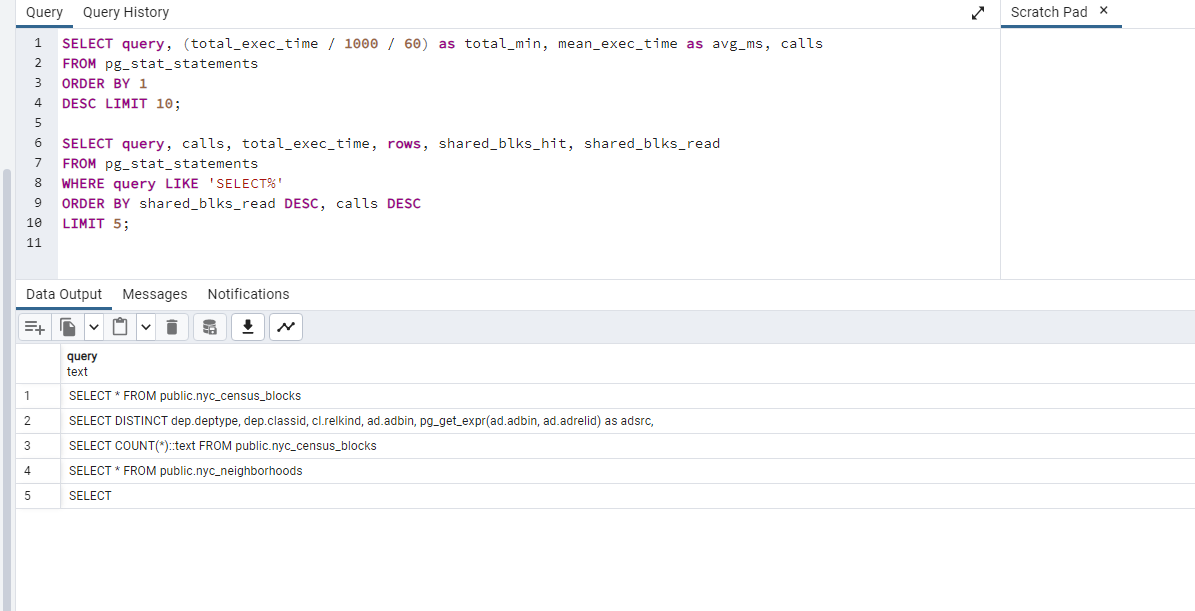 Query Query History Scratch Pad ×
1 SELECT query, (total_exec_time / 1000 / 60) as total_min, mean_exec_time as avg_ms, calls
2 FROM pg_stat_statements
3 ORDER BY 1
4 DESC LIMIT 10;
5
6 SELECT query, calls, total_exec_time, rows, shared_blks_hit, shared_blks_read
7 FROM pg_stat_statements
8 WHERE query LIKE 'SELECT%'
9 ORDER BY shared_blks_read DESC, calls DESC
10 LIMIT 5;
11
Data Output Messages Notifications
query
text
1 SELECT * FROM public.nyc_census_blocks
2 SELECT DISTINCT dep.deptype, dep.classid, cl.relkind, ad.adbin, pg_get_expr(ad.adbin, ad.adrelid) as adsrc,
3 SELECT COUNT(*)::text FROM public.nyc_census_blocks
4 SELECT * FROM public.nyc_neighborhoods
5 SELECT